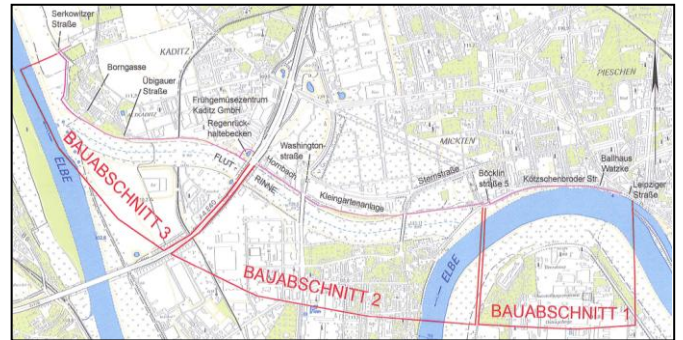 Serkowitzer
Straße
KADITZ
Borngasse
Übigauer
Straße
ALTKADITZ
Frühgemüsezentrum
Kaditz GmbH
Regenrück-
haltebecken
Washington-
straße
PIESCHEN
MICKTEN
Ballhaus
Watzke
Sternstraße
Böcklin
straße 5
Kötzschenbroder Str.
Leipziger
Straße
FLUT -
RINNE
Hornbach
Kleingartenanlage
ELBE
ELBE
BAUABSCHNITT 3
BAUABSCHNITT 2
BAUABSCHNITT 1